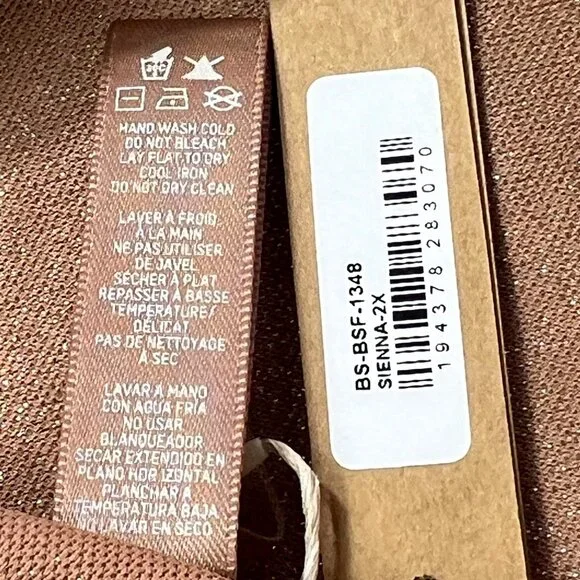 HAND WASH COLD
DO NOT BLEACH
LAY FLAT TO DRY
COOL IRON
DO NOT DRY CLEAN
LAVER À FROID
À LA MAIN
NE PAS UTILISER
DE JAVEL
SÉCHER À PLAT
REPASSER À BASSE
TEMPÉRATURE/
DÉLICAT
PAS DE NETTOYAGE
À SEC
LAVAR A MANO
CON AGUA FRÍA
NO USAR
BLANQUEADOR
SECAR EXTENDIDO EN
PLANO HORIZONTAL
PLANCHAR A
TEMPERATURA BAJA
NO LAVAR EN SECO
BS-BSF-1348
SIENNA-2X
194378 283070